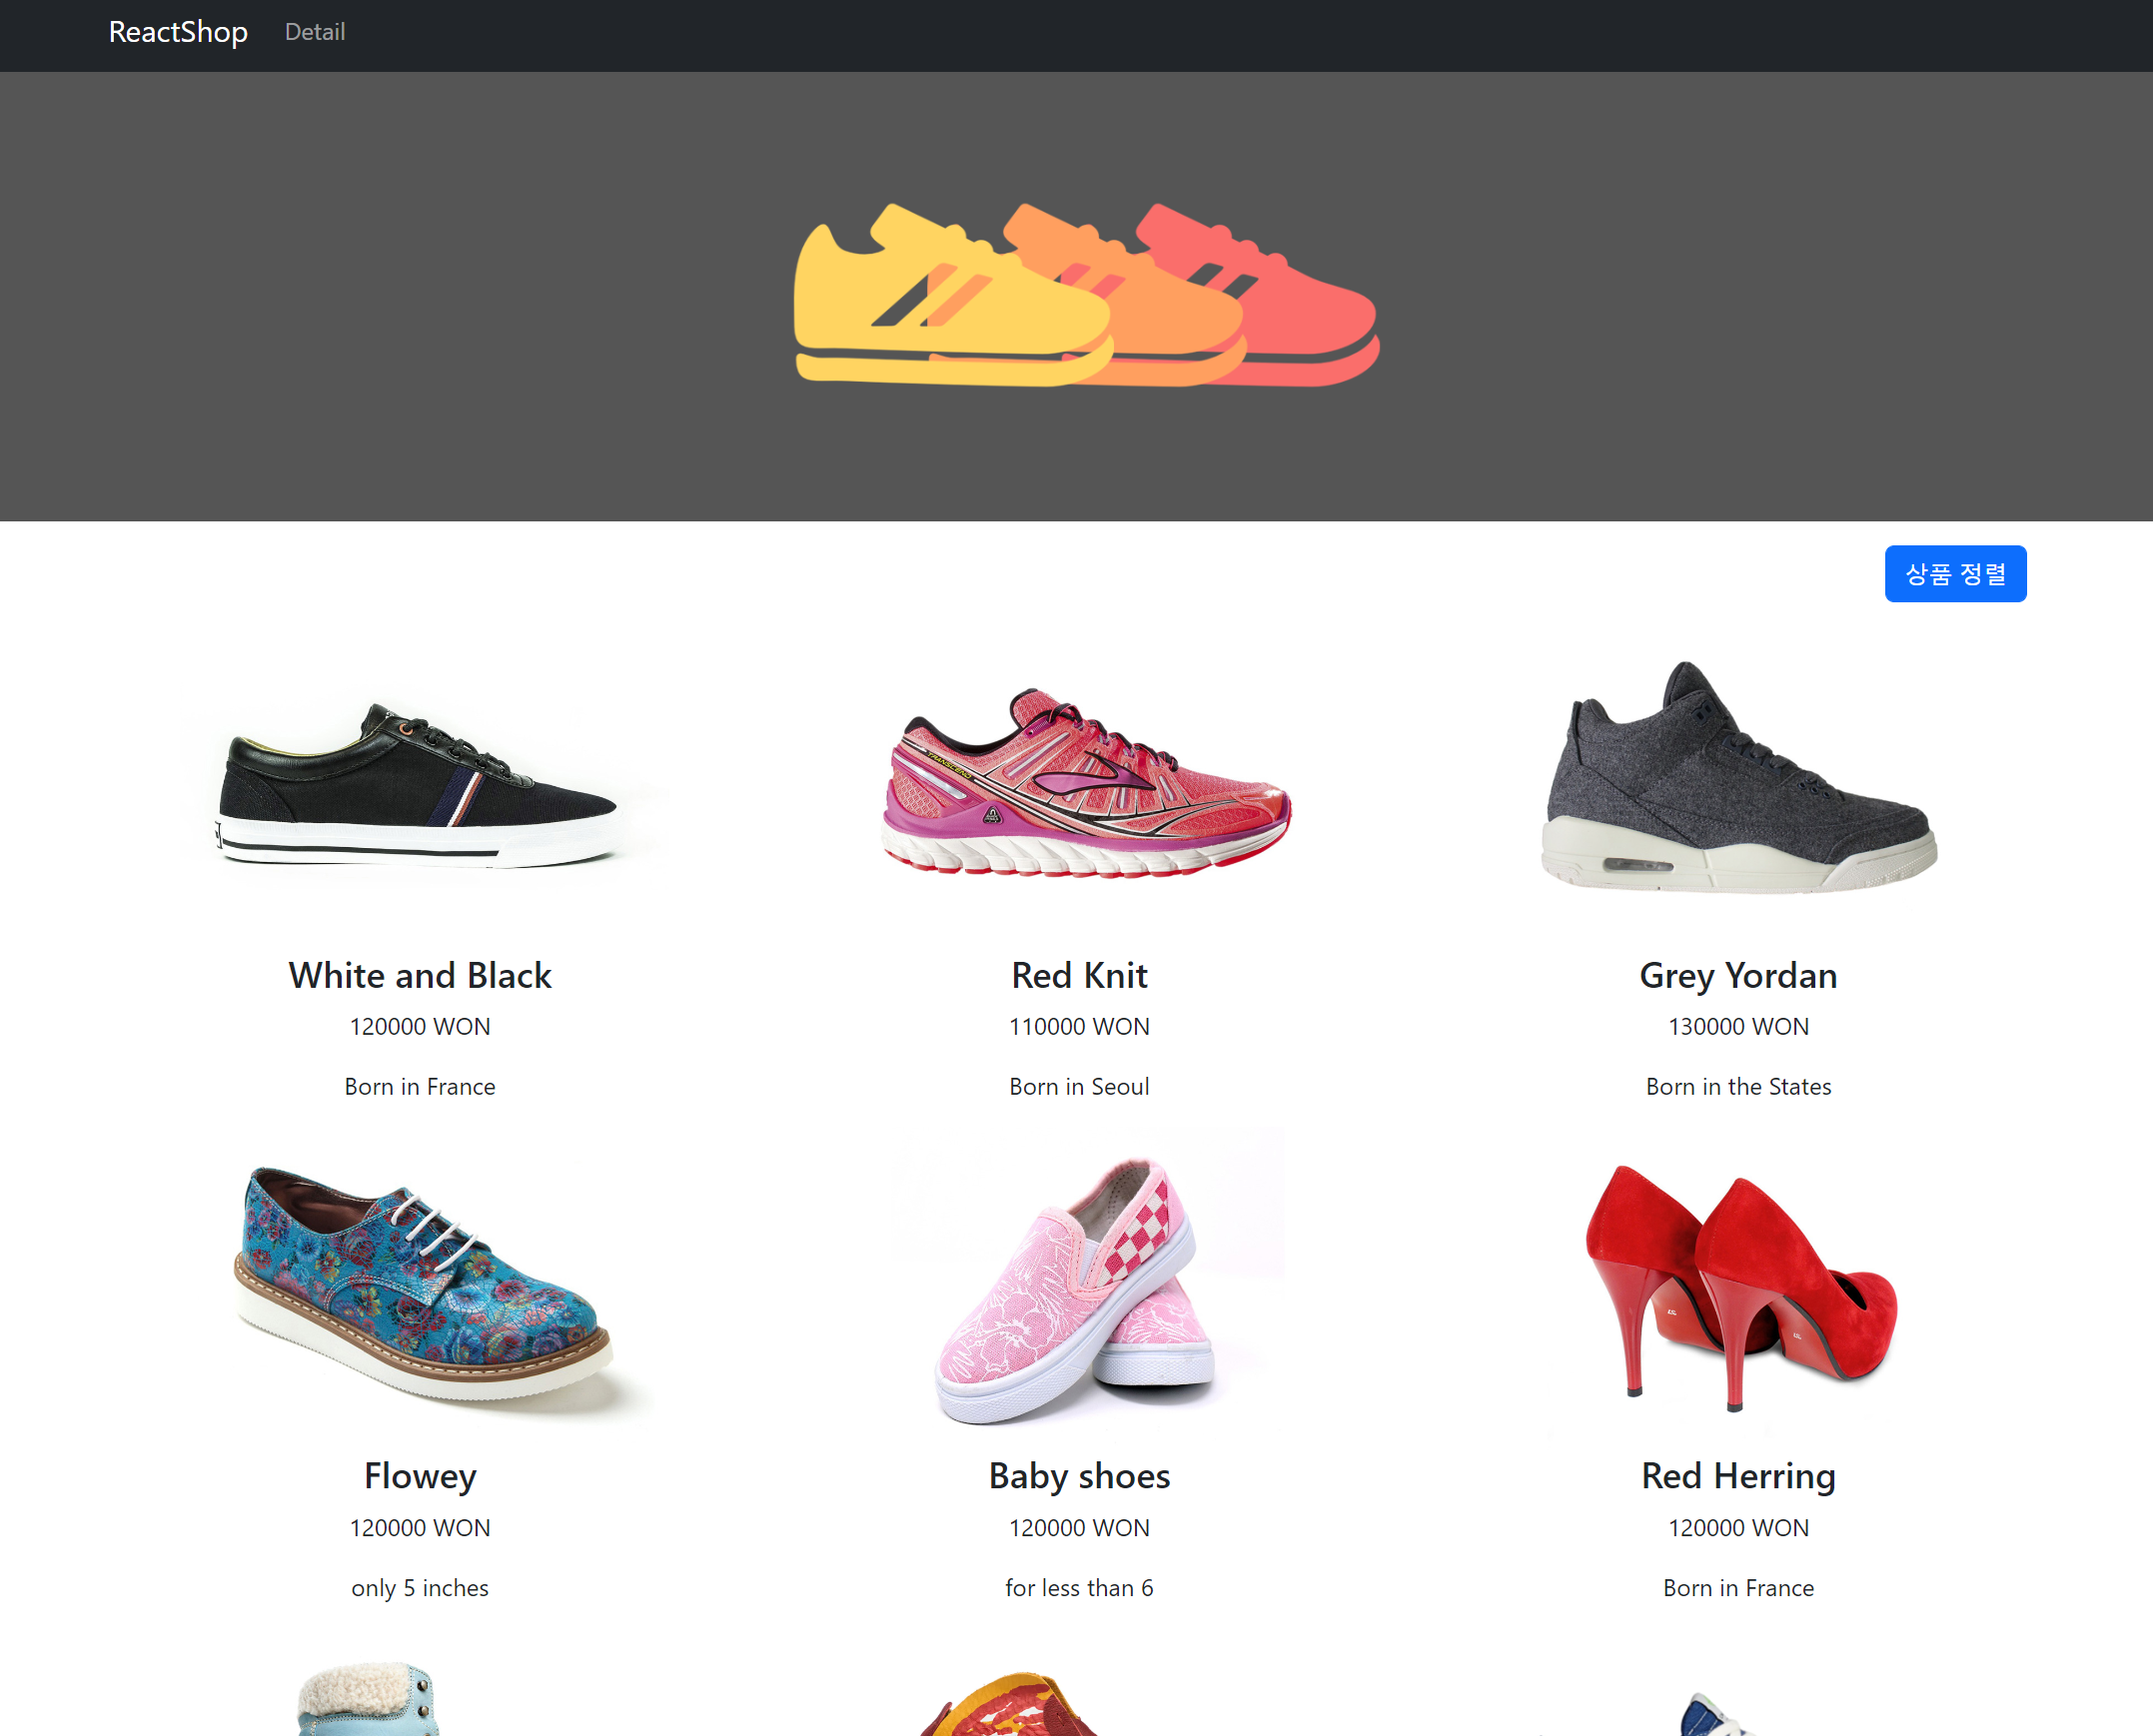 ReactShop Detail
상품 정렬
TRANSCEND
White and Black
Red Knit
Grey Yordan
120000 WON
110000 WON
130000 WON
Born in France
Born in Seoul
Born in the States
Flowey
Baby shoes
Red Herring
120000 WON
120000 WON
120000 WON
only 5 inches
for less than 6
Born in France